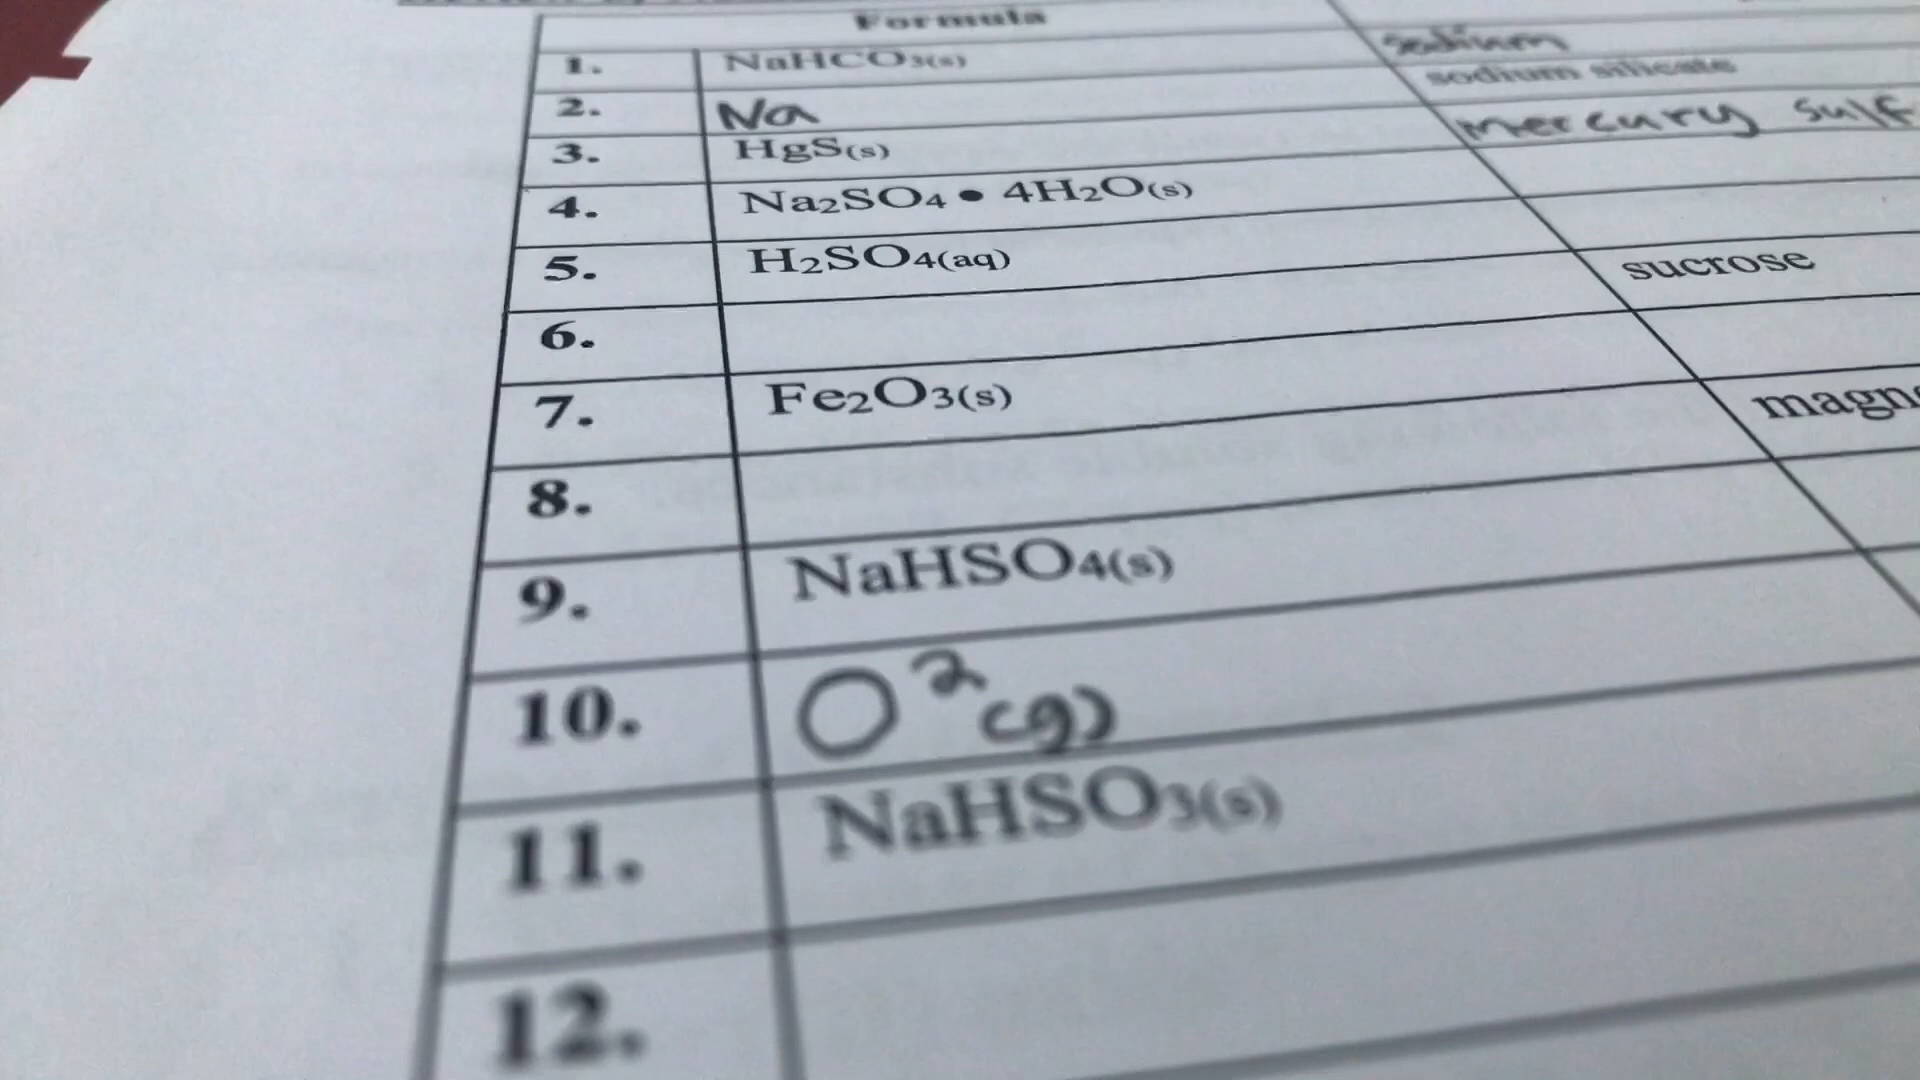 Formula
1. NaHCO3(s) sodium
2. Na sodium silicate
3. HgS(s) mercury sulf
4. Na2SO4 • 4H2O(s)
5. H2SO4(aq)
6. sucrose
7. Fe2O3(s)
8. magn
9. NaHSO4(s)
10. O²(g)
11. NaHSO3(s)
12.